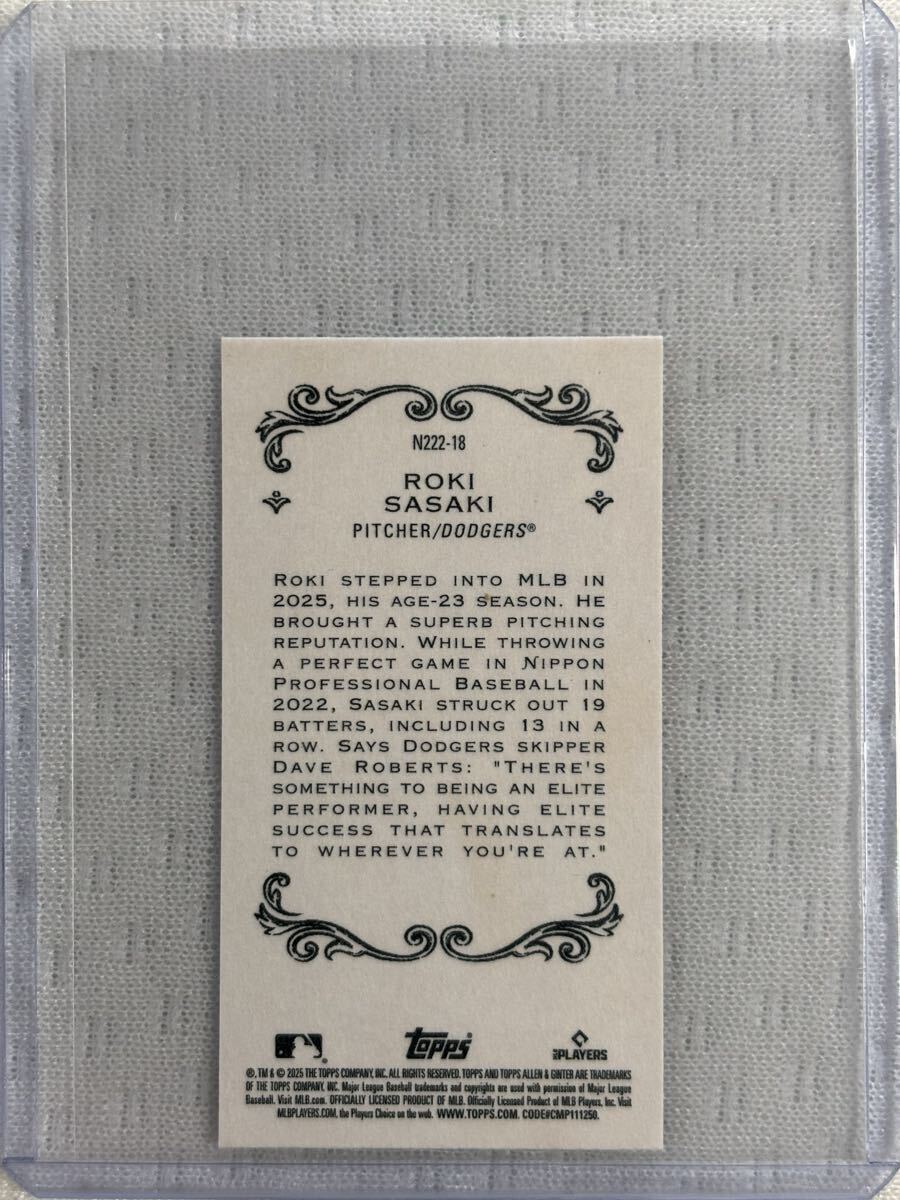 N222-18
ROKI
SASAKI
PITCHER/DODGERS®
ROKI STEPPED INTO MLB IN
2025, HIS AGE-23 SEASON. HE
BROUGHT A SUPERB PITCHING
REPUTATION. WHILE THROWING
A PERFECT GAME IN NIPPON
PROFESSIONAL BASEBALL IN
2022, SASAKI STRUCK OUT 19
BATTERS, INCLUDING 13 IN A
ROW. SAYS DODGERS SKIPPER
DAVE ROBERTS: "THERE'S
SOMETHING TO BEING AN ELITE
PERFORMER, HAVING ELITE
SUCCESS THAT TRANSLATES
TO WHEREVER YOU'RE AT."
topps
MLB PLAYERS
®, TM & © 2025 THE TOPPS COMPANY, INC. ALL RIGHTS RESERVED. TOPPS AND TOPPS ALLEN & GINTER ARE TRADEMARKS
OF THE TOPPS COMPANY, INC. Major League Baseball trademarks and copyrights are used with permission of Major League
Baseball. Visit MLB.com. OFFICIALLY LICENSED PRODUCT OF MLB. Officially Licensed Product of MLB Players, Inc. Visit
MLBPLAYERS.COM, the Players Choice on the web. WWW.TOPPS.COM. CODE#CMP111250.